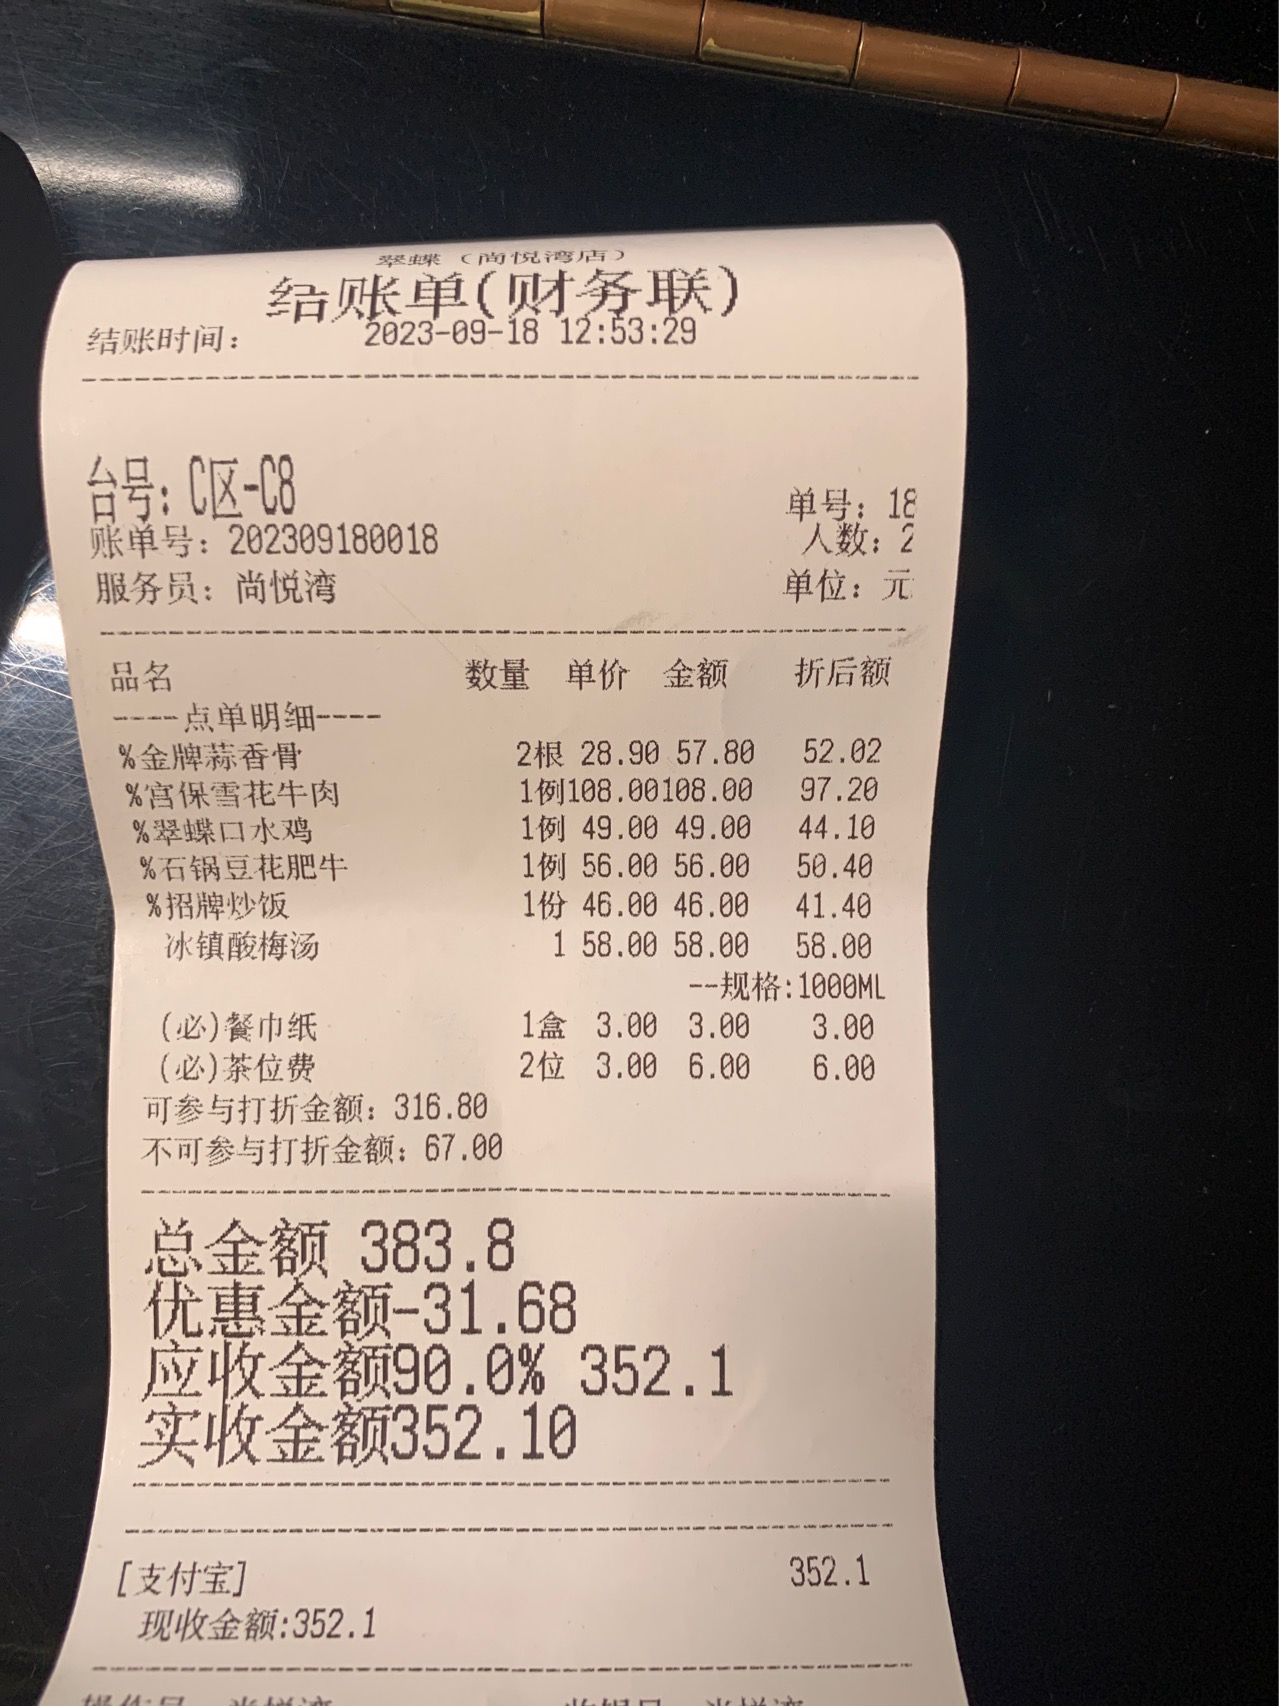 翠蝶（尚悦湾店）
结账单(财务联)
结账时间： 2023-09-18 12:53:29
台号：C区-C8
单号：18
账单号：202309180018
人数：2
服务员：尚悦湾
单位：元
品名 数量 单价 金额 折后额
----点单明细----
%金牌蒜香骨 2根 28.90 57.80 52.02
%宫保雪花牛肉 1例108.00108.00 97.20
%翠蝶口水鸡 1例 49.00 49.00 44.10
%石锅豆花肥牛 1例 56.00 56.00 50.40
%招牌炒饭 1份 46.00 46.00 41.40
冰镇酸梅汤 1 58.00 58.00 58.00
--规格:1000ML
(必)餐巾纸 1盒 3.00 3.00 3.00
(必)茶位费 2位 3.00 6.00 6.00
可参与打折金额：316.80
不可参与打折金额：67.00
总金额 383.8
优惠金额-31.68
应收金额90.0% 352.1
实收金额352.10
[支付宝] 352.1
现收金额:352.1